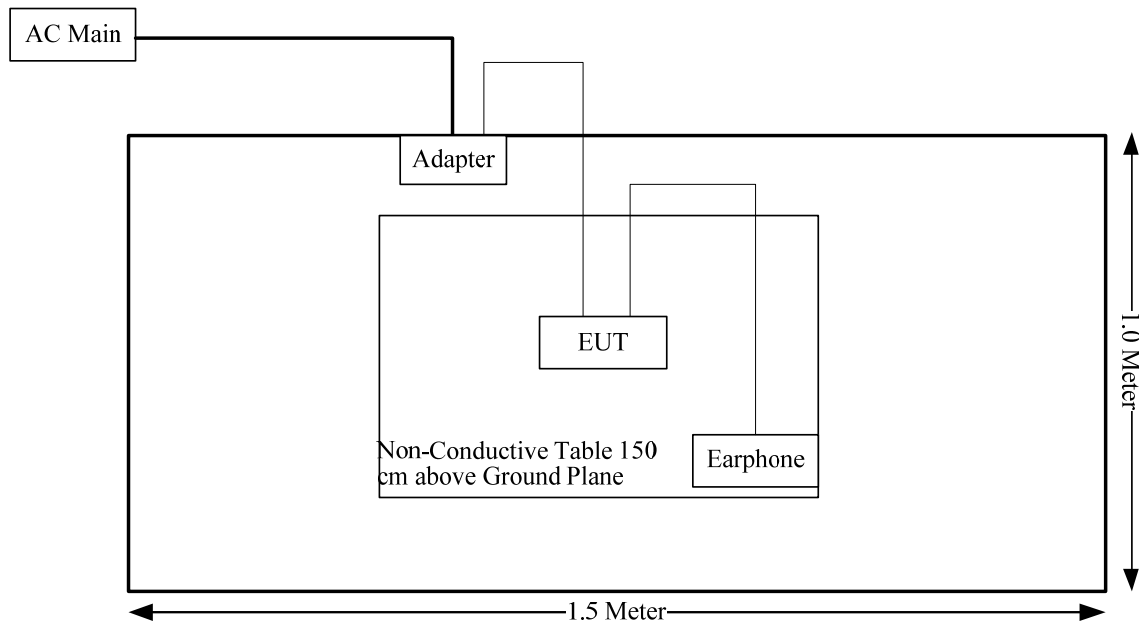 AC Main
Adapter
EUT
Non-Conductive Table 150
cm above Ground Plane
Earphone
1.0 Meter
1.5 Meter